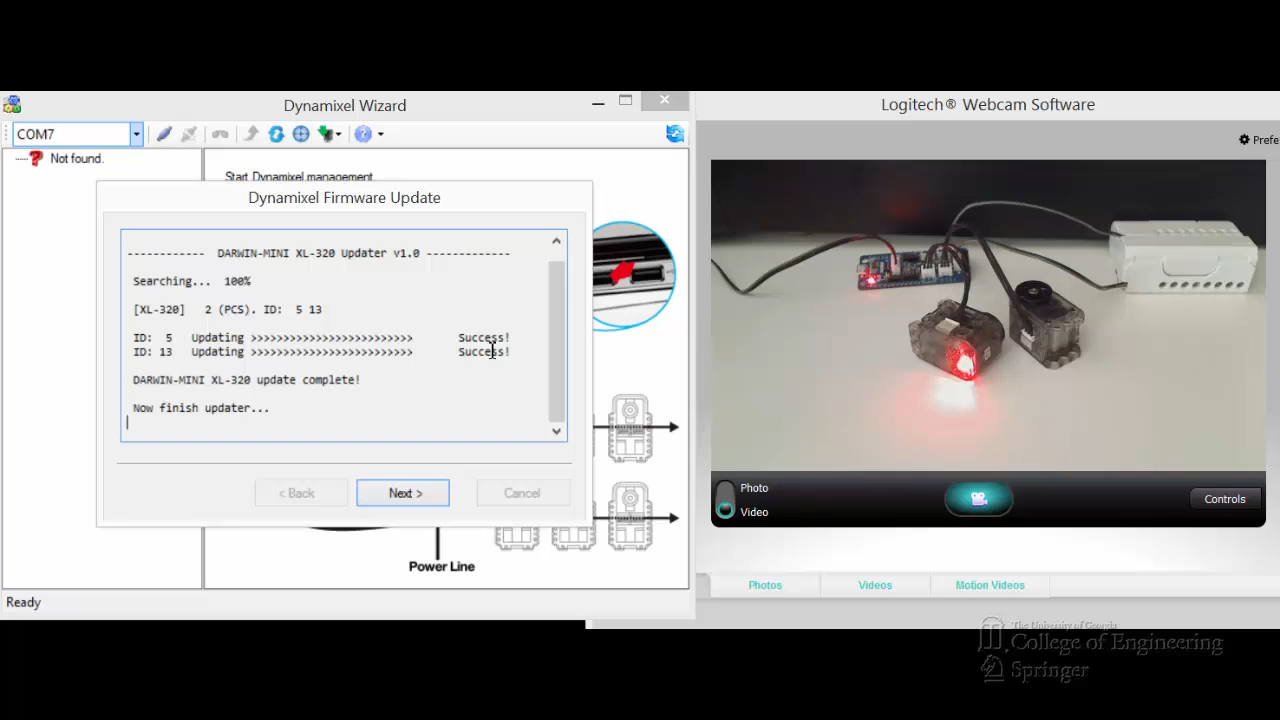 Dynamixel Wizard
COM7
Not found.
Start Dynamixel management
Dynamixel Firmware Update
------------ DARWIN-MINI XL-320 Updater v1.0 -------------
Searching... 100%
[XL-320] 2 (PCS). ID: 5 13
ID: 5 Updating >>>>>>>>>>>>>>>>>>>>>>>>> Success!
ID: 13 Updating >>>>>>>>>>>>>>>>>>>>>>>>> Success!
DARWIN-MINI XL-320 update complete!
Now finish updater...
< Back
Next >
Cancel
Power Line
Ready
Logitech® Webcam Software
Prefe
Photo
Video
Controls
Photos
Videos
Motion Videos
The University of Georgia
College of Engineering
Springer